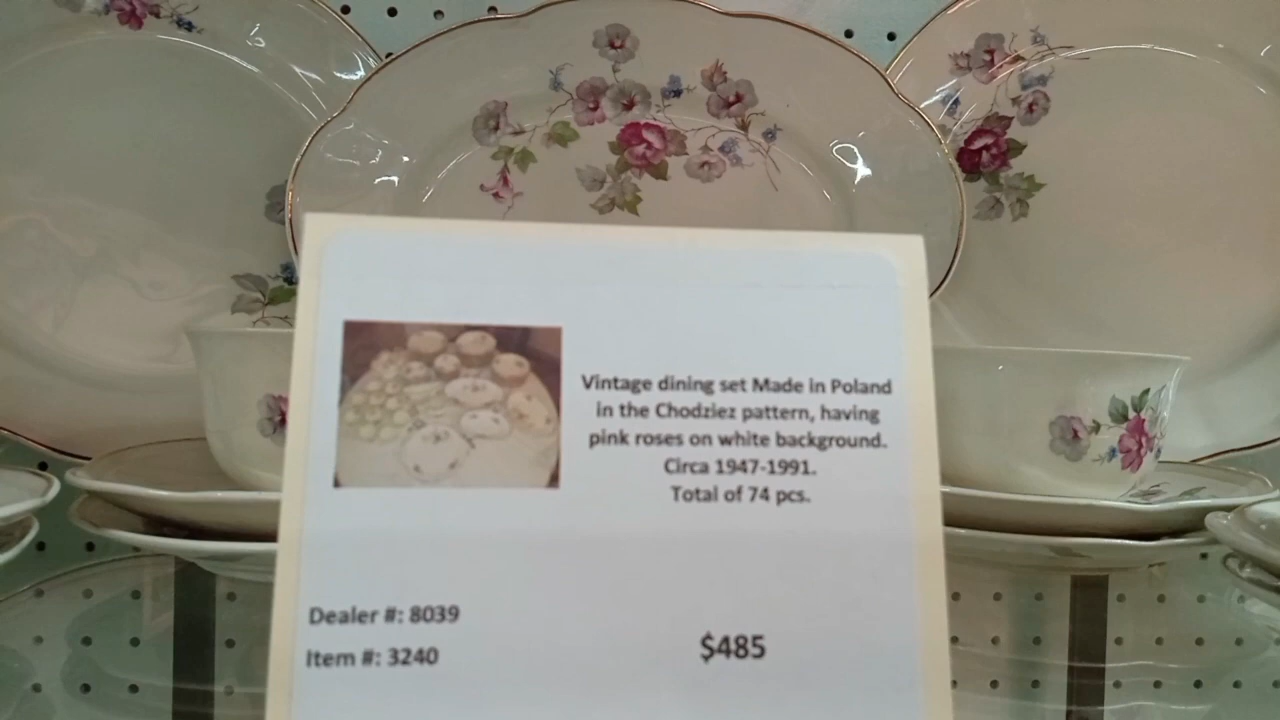 Vintage dining set Made in Poland
in the Chodziez pattern, having
pink roses on white background.
Circa 1947-1991.
Total of 74 pcs.
Dealer #: 8039
Item #: 3240
$485